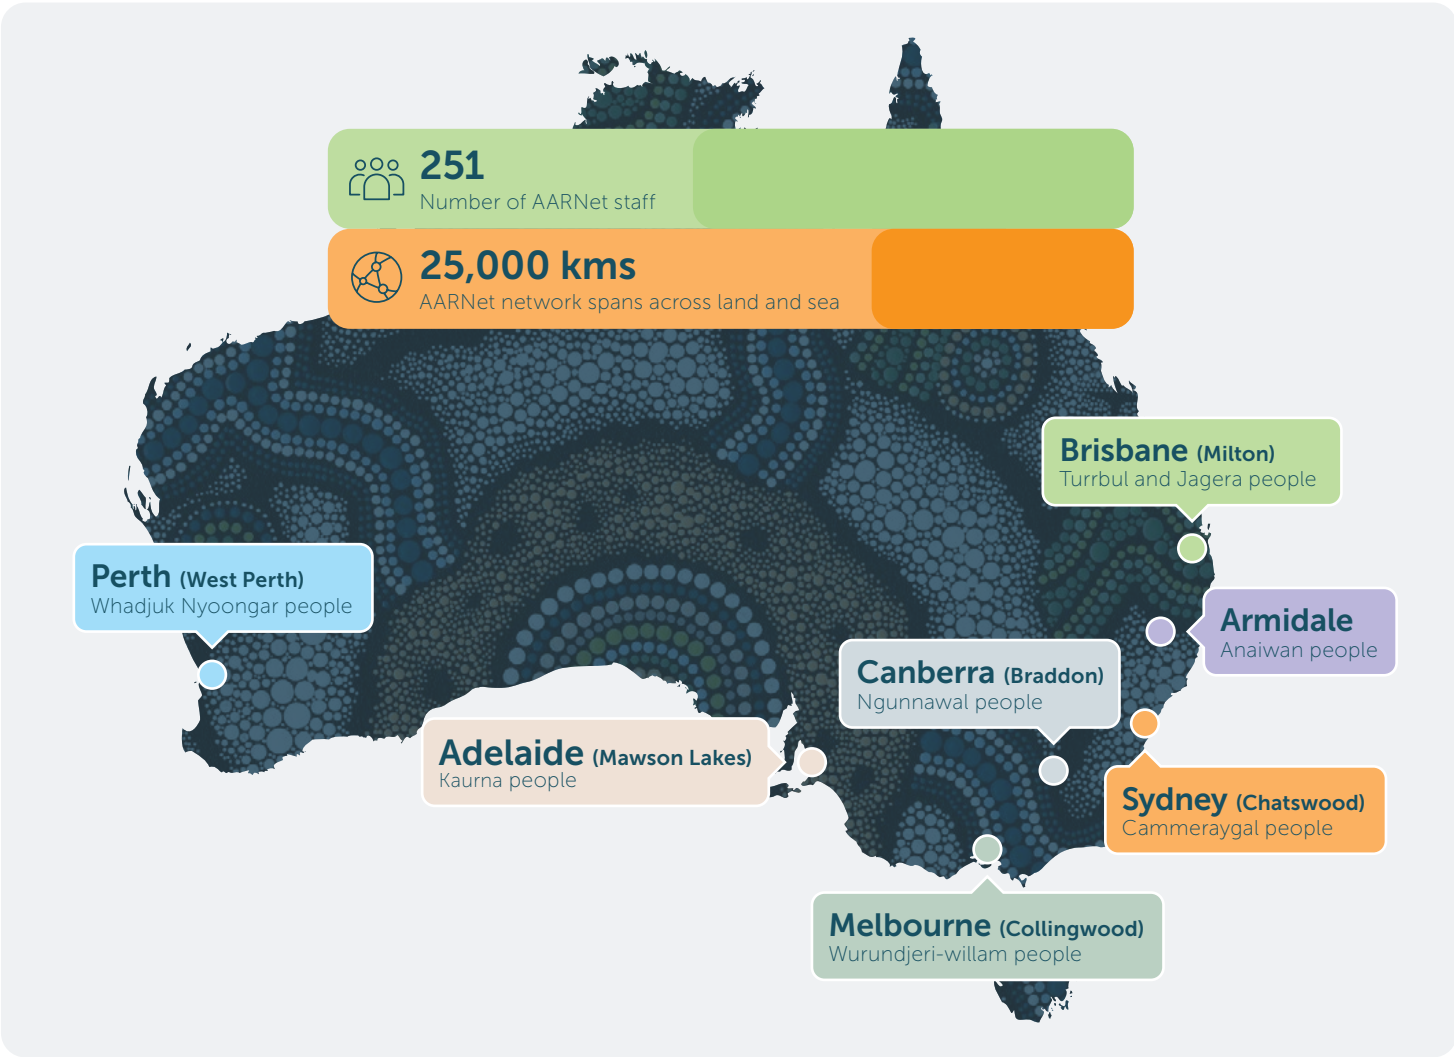 251
Number of AARNet staff
25,000 kms
AARNet network spans across land and sea
Brisbane (Milton)
Turrbul and Jagera people
Perth (West Perth)
Whadjuk Nyoongar people
Armidale
Anaiwan people
Canberra (Braddon)
Ngunnawal people
Adelaide (Mawson Lakes)
Kaurna people
Sydney (Chatswood)
Cammeraygal people
Melbourne (Collingwood)
Wurundjeri-willam people